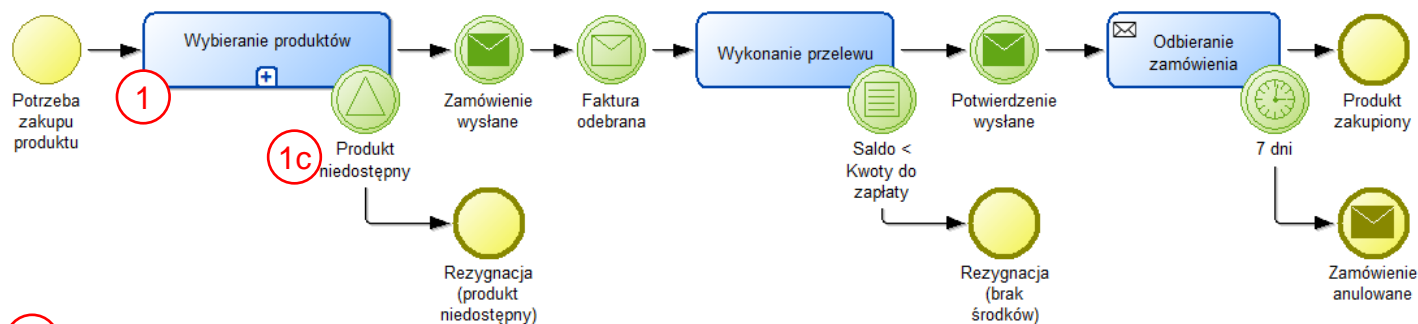 Wybieranie produktów
Potrzeba
zakupu
produktu
1
1c
Produkt
niedostępny
Rezygnacja
(produkt
niedostępny)
Zamówienie
wysłane
Faktura
odebrana
Wykonanie przelewu
Saldo <
Kwoty do
zapłaty
Rezygnacja
(brak
środków)
Potwierdzenie
wysłane
Odbieranie
zamówienia
7 dni
Produkt
zakupiony
Zamówienie
anulowane